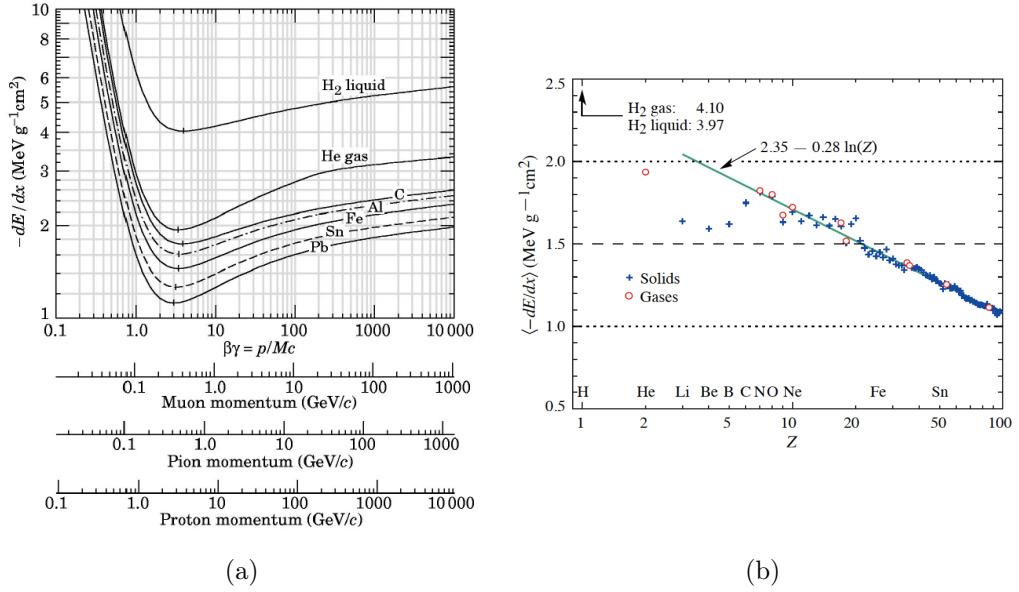 10
8
6
5
4
3
2
1
−dE/dx (MeV g−1cm2)
H2 liquid
He gas
C
Al
Fe
Sn
Pb
0.1 1.0 10 100 1000 10 000
βγ = p/Mc
0.1 1.0 10 100 1000
Muon momentum (GeV/c)
0.1 1.0 10 100 1000
Pion momentum (GeV/c)
0.1 1.0 10 100 1000 10 000
Proton momentum (GeV/c)
(a)
2.5
2.0
1.5
1.0
0.5
⟨−dE/dx⟩ (MeV g−1cm2)
H2 gas: 4.10
H2 liquid: 3.97
2.35 − 0.28 ln(Z)
Solids
Gases
H He Li Be B C N O Ne Fe Sn
1 2 5 10 20 50 100
Z
(b)